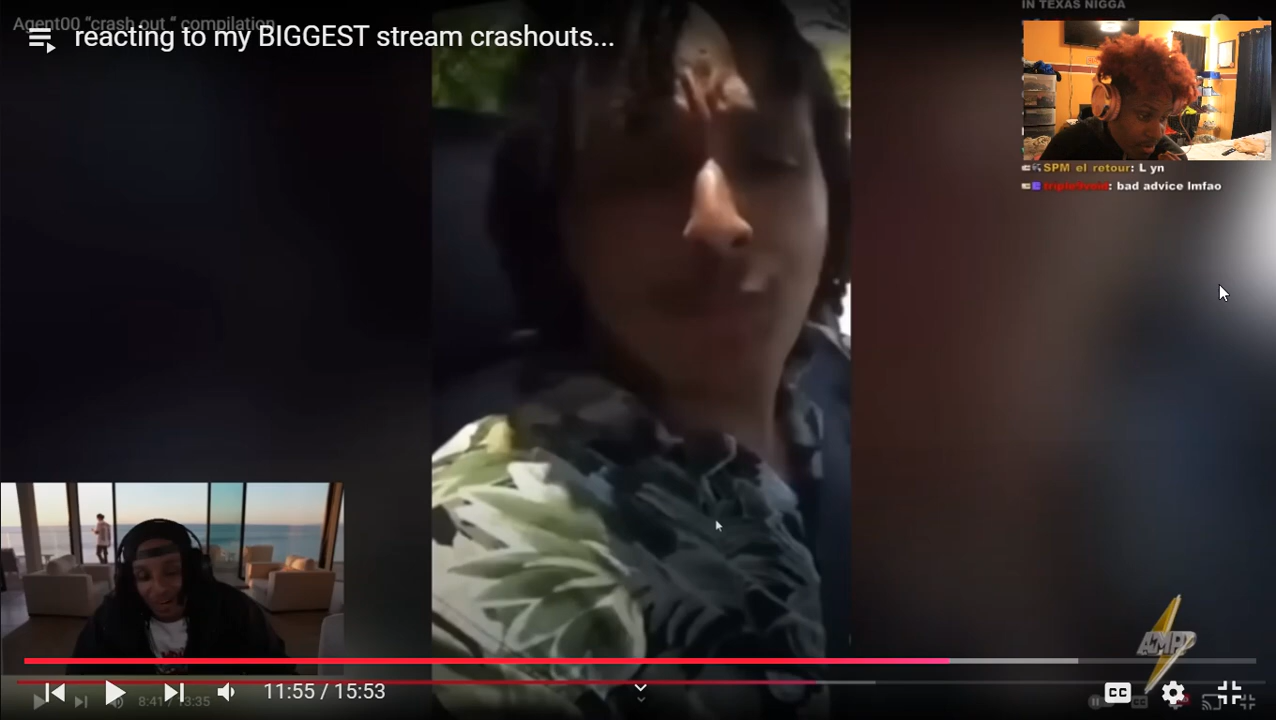 Agent00 "crash out " compilation
reacting to my BIGGEST stream crashouts...
IN TEXAS NIGGA
SPM el retour: L yn
: bad advice lmfao
AMP
11:55 / 15:53
8:41 / 13:35
CC